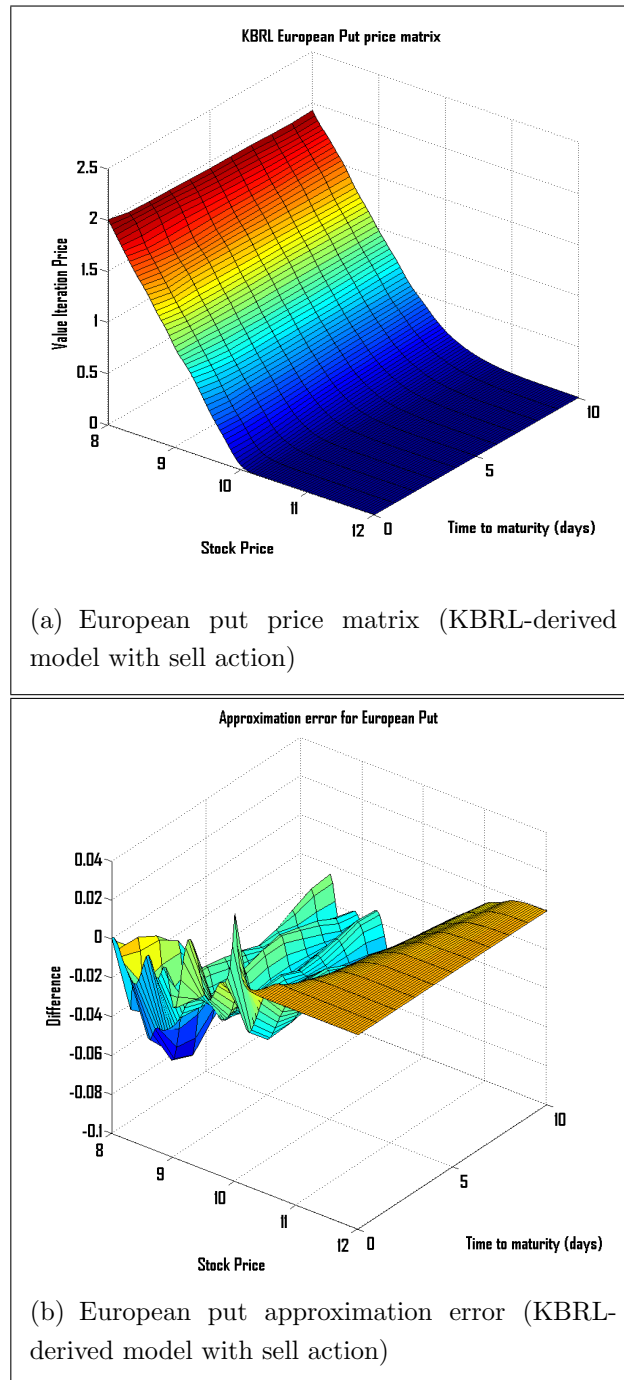 KBRL European Put price matrix
2.5
2
1.5
1
0.5
0
Value Iteration Price
8
9
10
11
12
Stock Price
0
5
10
Time to maturity (days)
(a) European put price matrix (KBRL-derived
model with sell action)
Approximation error for European Put
0.04
0.02
0
-0.02
-0.04
-0.06
-0.08
-0.1
Difference
8
9
10
11
12
Stock Price
0
5
10
Time to maturity (days)
(b) European put approximation error (KBRL-
derived model with sell action)